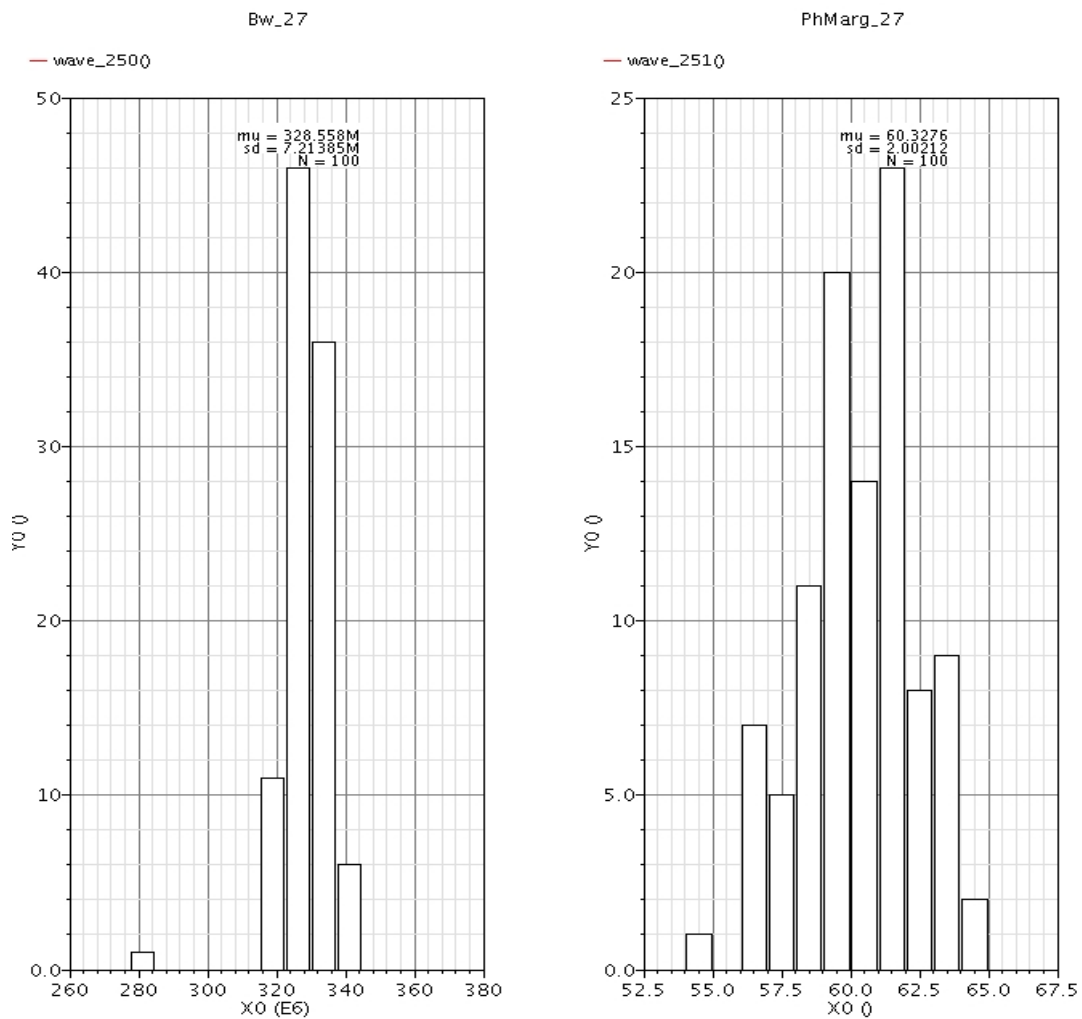 Bw_27
wave_250()
50
40
30
20
10
0.0
Y0 ()
mu = 328.558M
sd = 7.21385M
N = 100
260 280 300 320 340 360 380
X0 (E6)
PhMarg_27
wave_251()
25
20
15
10
5.0
0.0
Y0 ()
mu = 60.3276
sd = 2.00212
N = 100
52.5 55.0 57.5 60.0 62.5 65.0 67.5
X0 ()